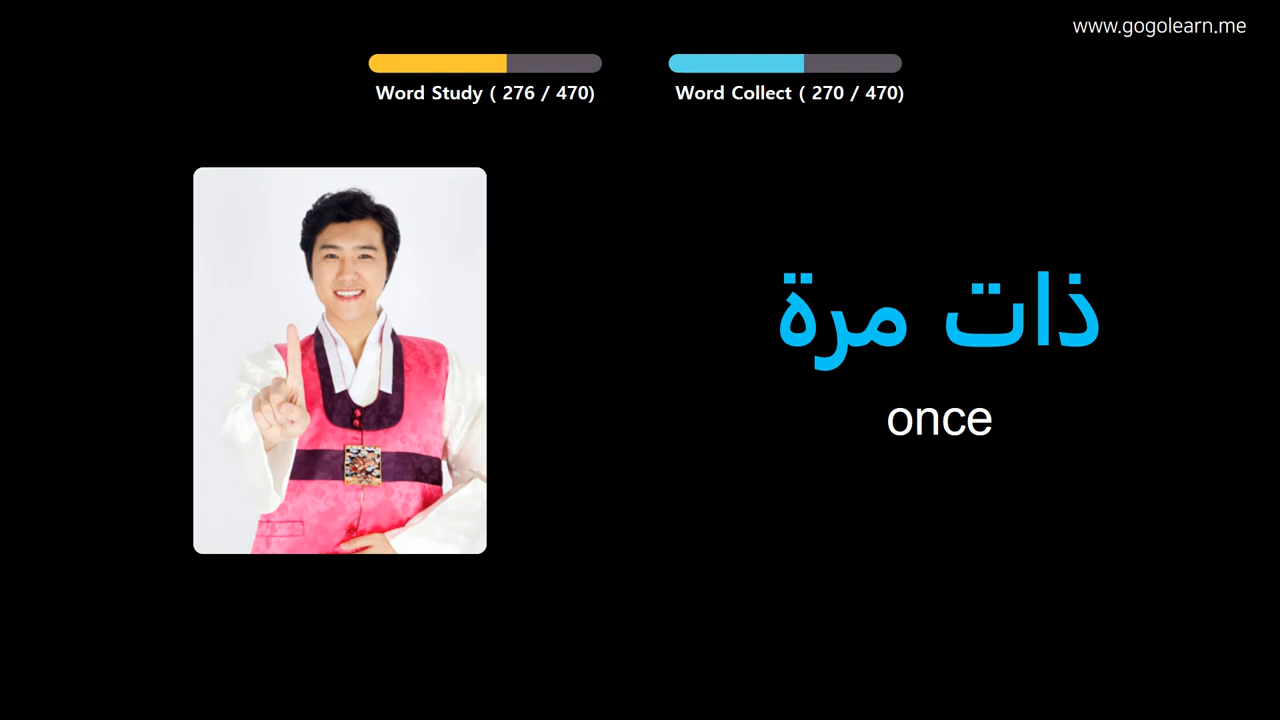 www.gogolearn.me
Word Study ( 276 / 470)
Word Collect ( 270 / 470)
ذات مرة
once